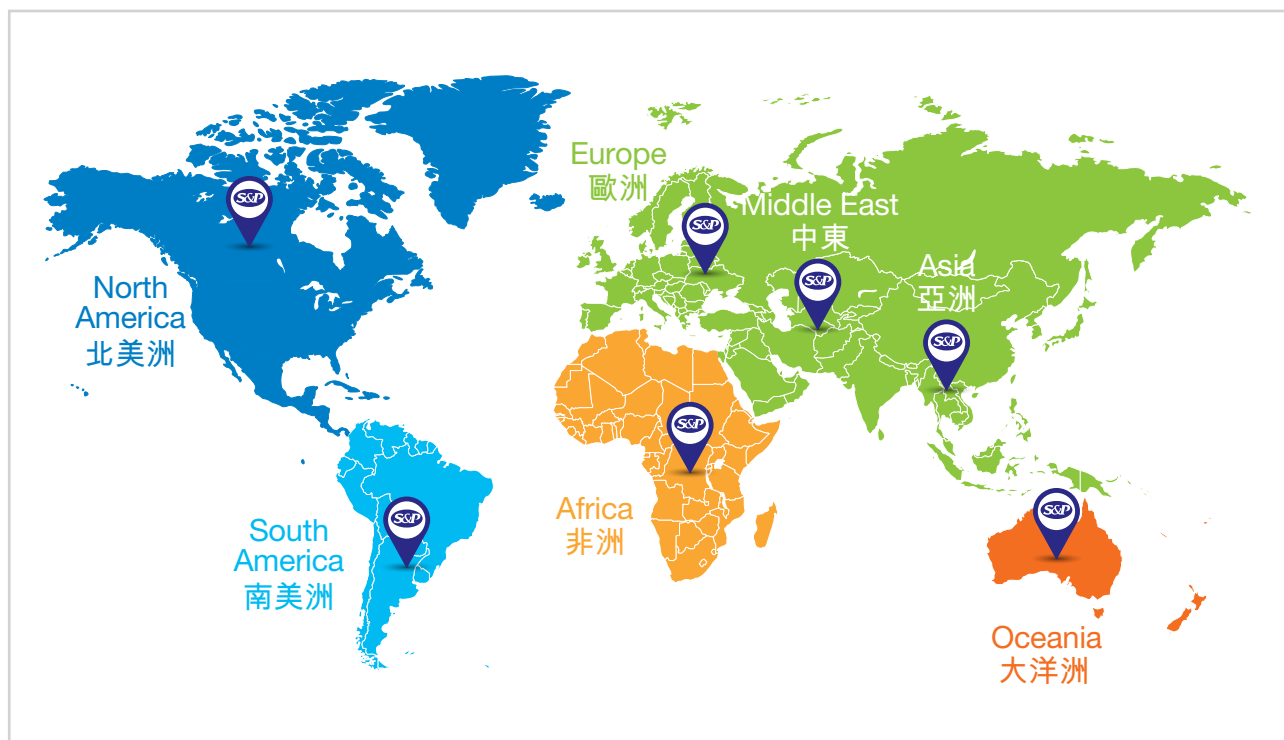 Europe
歐洲
S&P
Middle East
中東
S&P
S&P
Asia
亞洲
North
America
北美洲
S&P
S&P
S&P
South
America
南美洲
Africa
非洲
S&P
Oceania
大洋洲